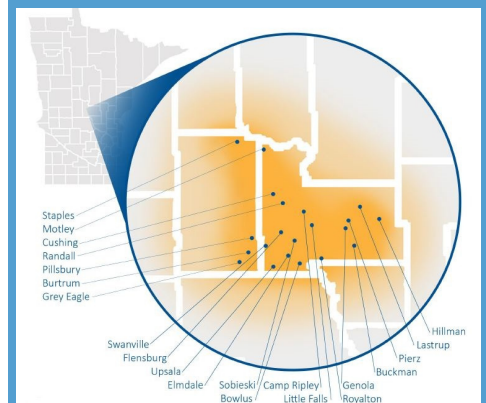 Staples
Motley
Cushing
Randall
Pillsbury
Burtrum
Grey Eagle
Swanville
Flensburg
Upsala
Elmdale
Sobieski
Bowlus
Camp Ripley
Little Falls
Genola
Royalton
Buckman
Pierz
Lastrup
Hillman